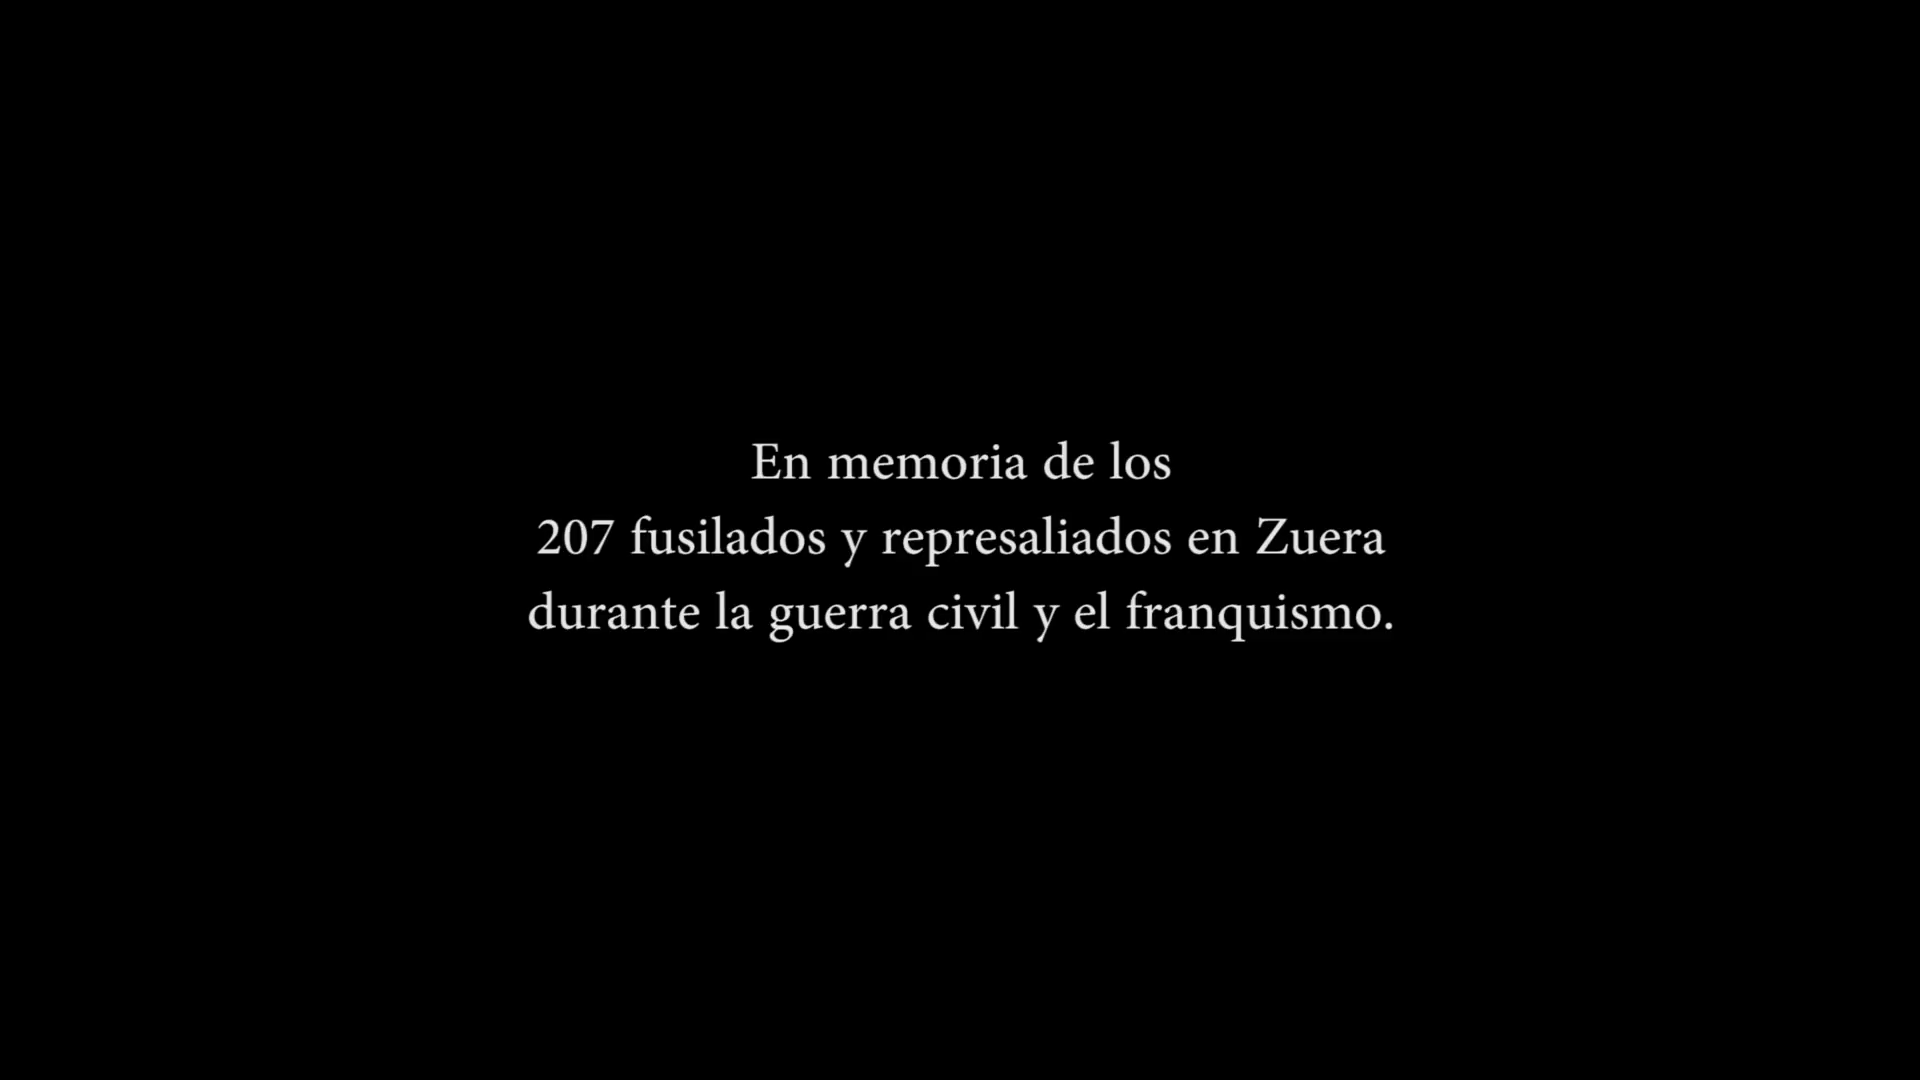 En memoria de los
207 fusilados y represaliados en Zuera
durante la guerra civil y el franquismo.